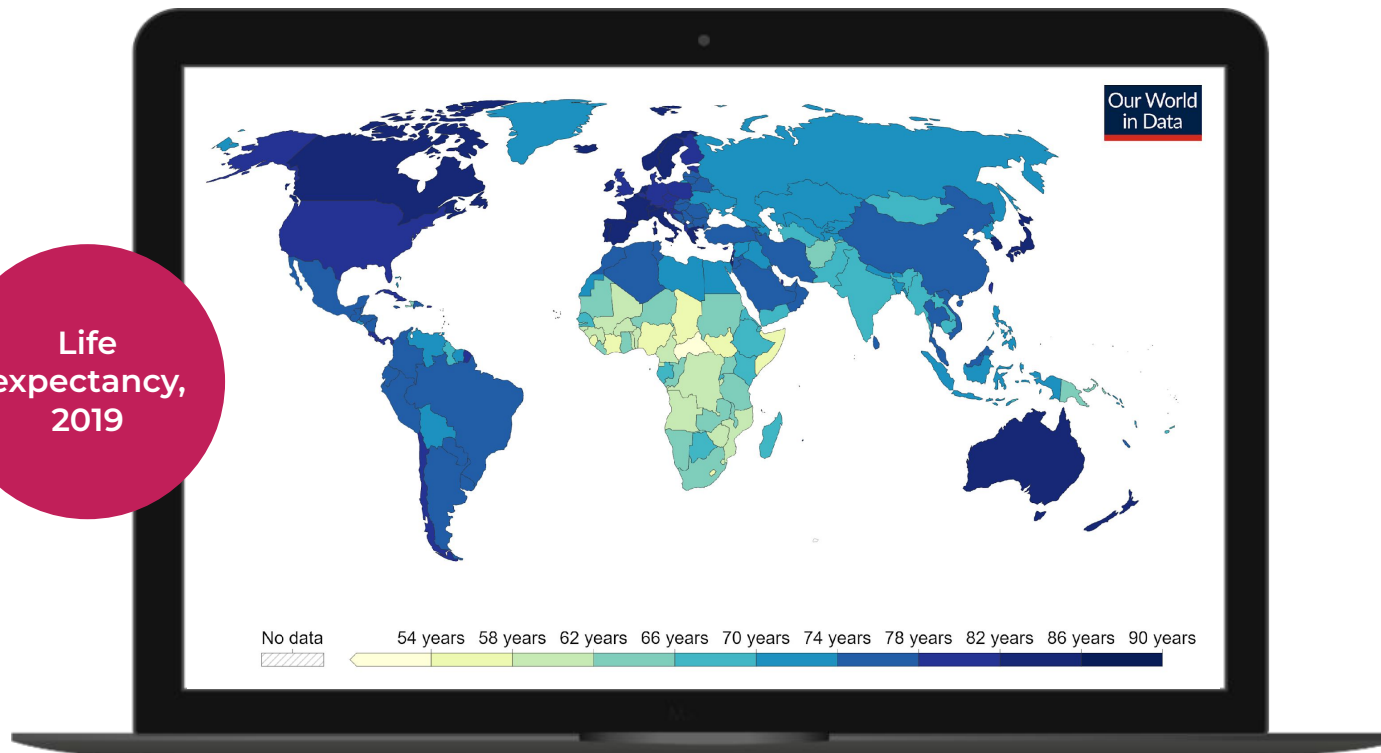 Our World
in Data
Life
expectancy,
2019
No data
54 years 58 years 62 years 66 years 70 years 74 years 78 years 82 years 86 years 90 years